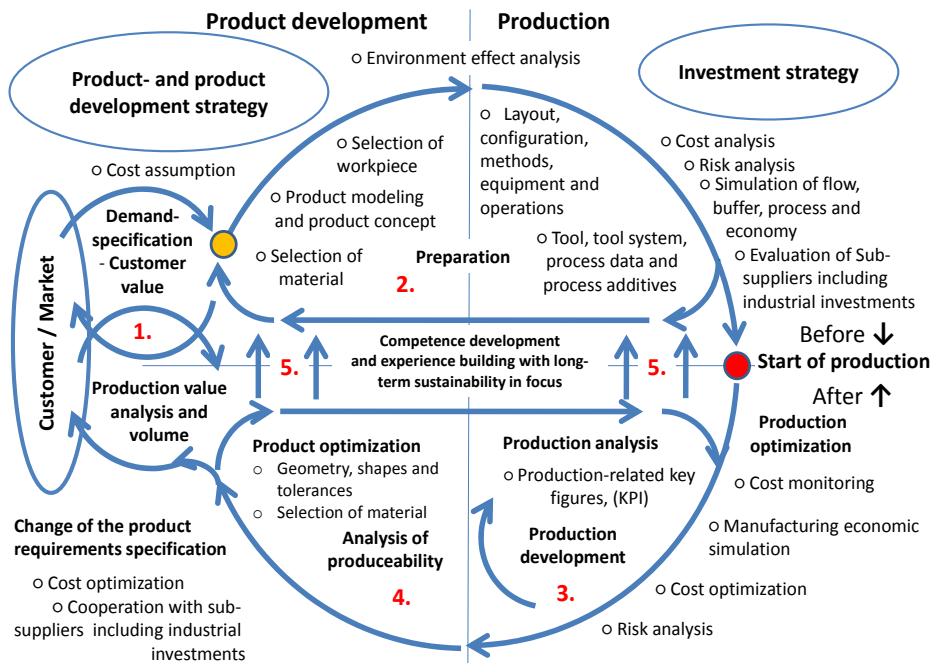 Product development
Production
Product- and product
development strategy
Investment strategy
○ Environment effect analysis
○ Cost assumption
○ Selection of
workpiece
○ Product modeling
and product concept
○ Selection of
material
○ Layout,
configuration,
methods,
equipment and
operations
○ Tool, tool system,
process data and
process additives
○ Cost analysis
○ Risk analysis
○ Simulation of flow,
buffer, process and
economy
○ Evaluation of Sub-
suppliers including
industrial investments
Customer / Market
Demand-
specification
- Customer
value
Preparation
2.
1.
5.
Competence development
and experience building with long-
term sustainability in focus
5.
Before ↓
Start of production
After ↑
Production value
analysis and
volume
Product optimization
○ Geometry, shapes and
tolerances
○ Selection of material
Analysis of
produceability
4.
Production analysis
○ Production-related key
figures, (KPI)
Production
development
3.
Production
optimization
○ Cost monitoring
○ Manufacturing economic
simulation
○ Cost optimization
○ Risk analysis
Change of the product
requirements specification
○ Cost optimization
○ Cooperation with sub-
suppliers including industrial
investments